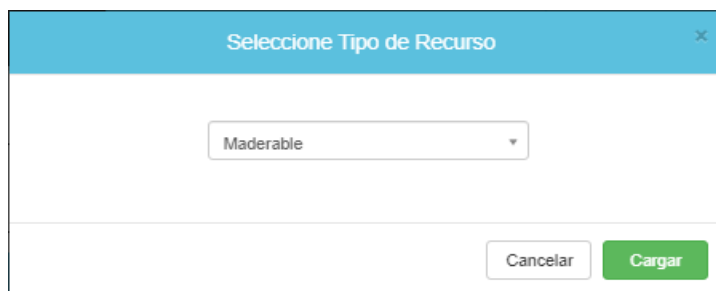 Seleccione Tipo de Recurso
×
Maderable
Cancelar
Cargar